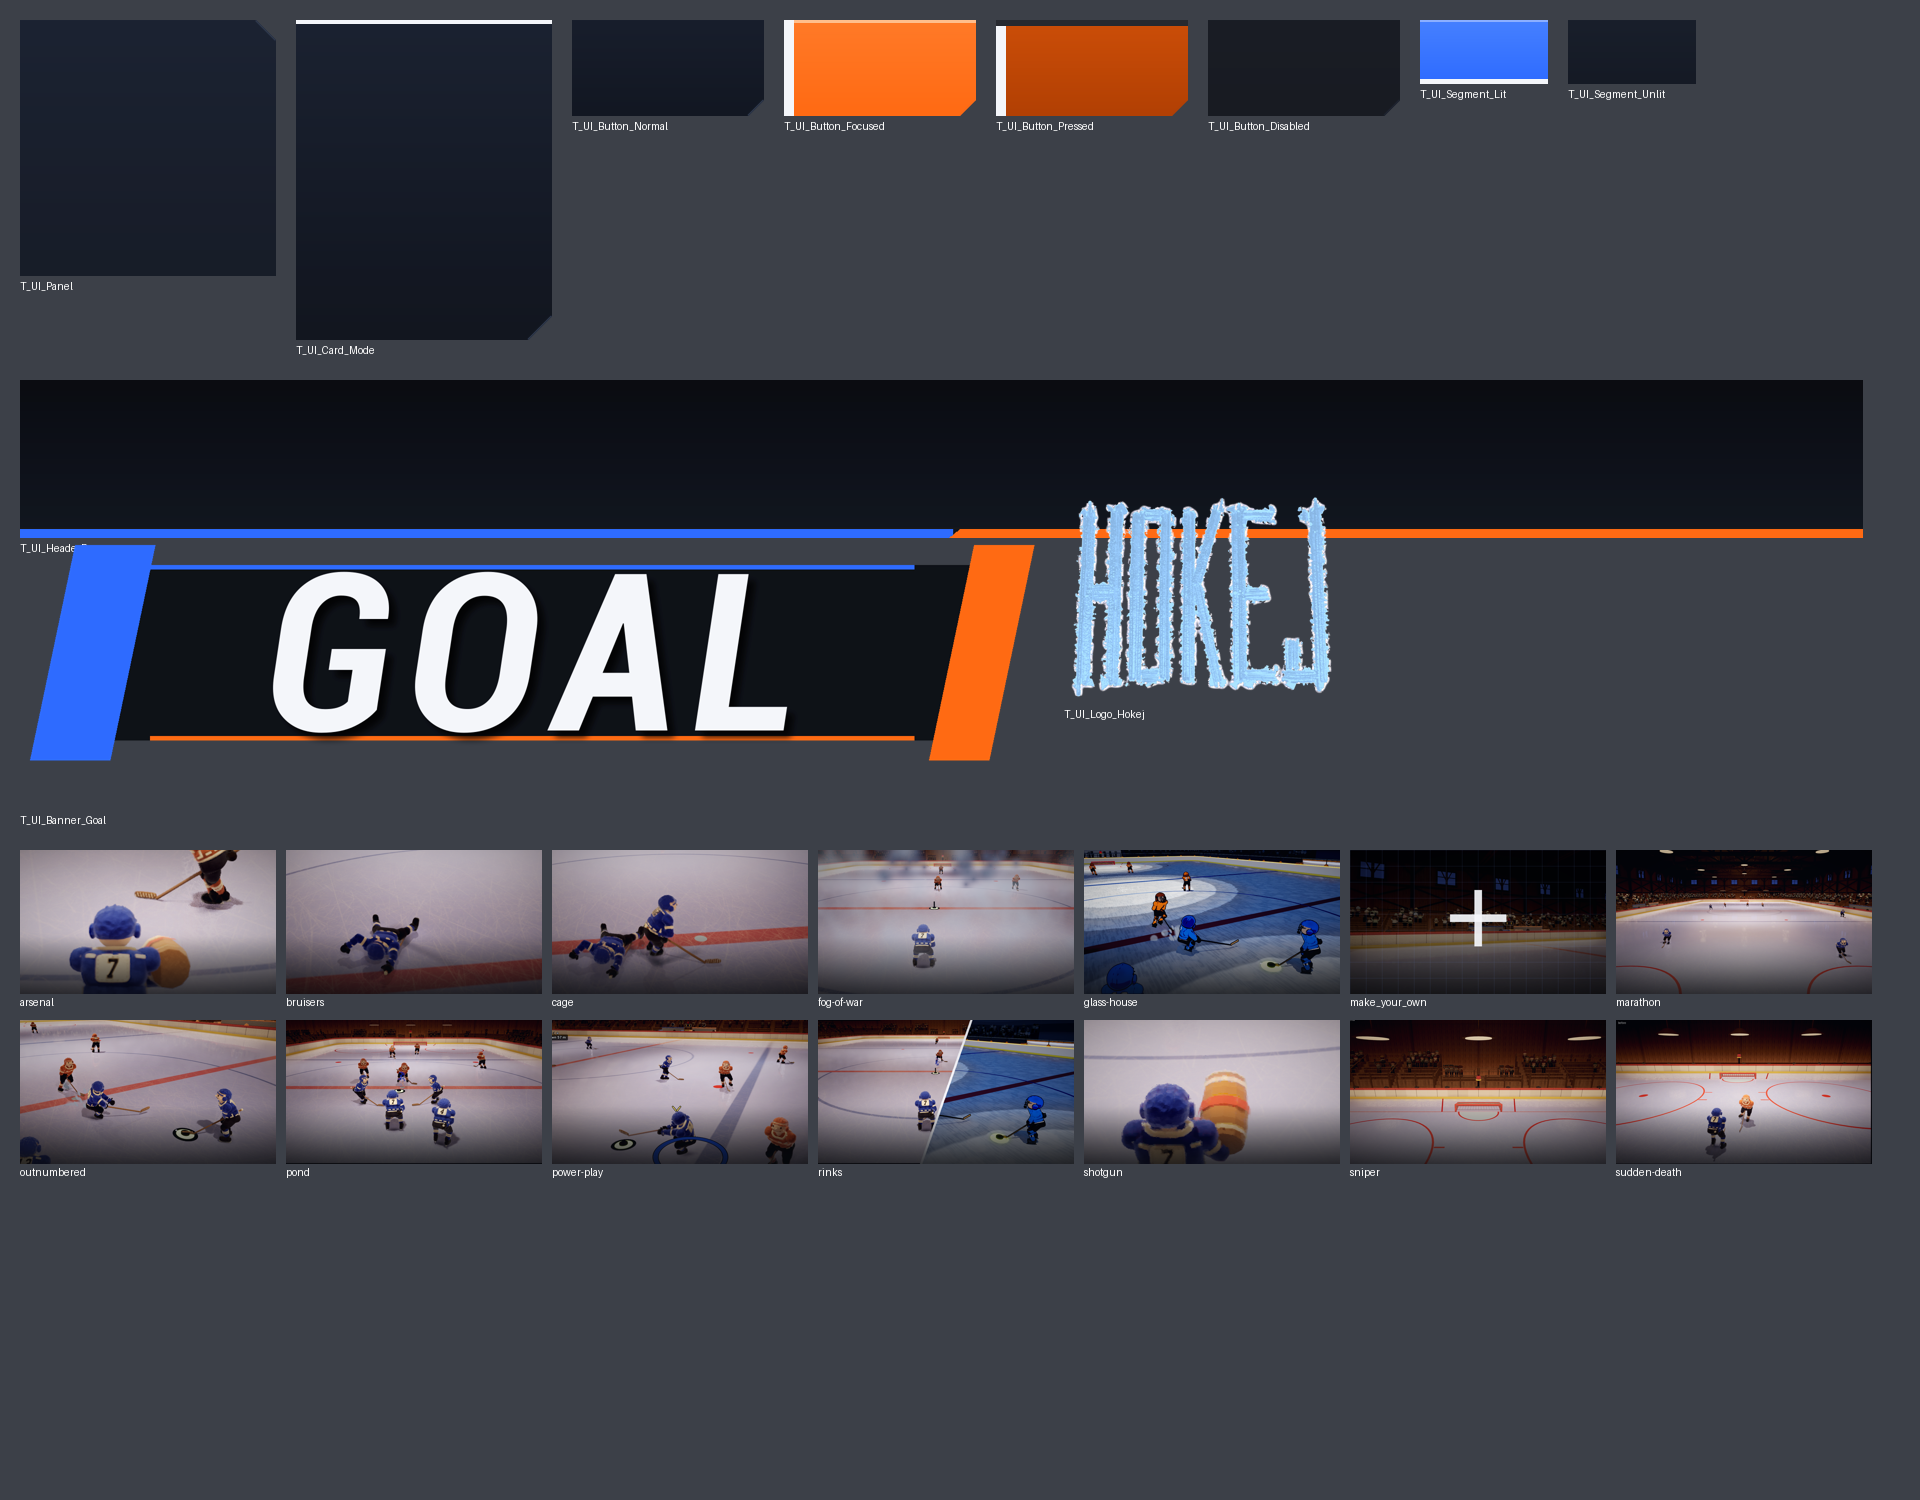 T_UI_Panel
T_UI_Card_Mode
T_UI_Button_Normal
T_UI_Button_Focused
T_UI_Button_Pressed
T_UI_Button_Disabled
T_UI_Segment_Lit
T_UI_Segment_Unlit
GOAL
HOKEJ
T_UI_Logo_Hokej
T_UI_Banner_Goal
7
arsenal
bruisers
cage
fog-of-war
glass-house
make_your_own
marathon
outnumbered
pond
power-play
rinks
shotgun
sniper
sudden-death